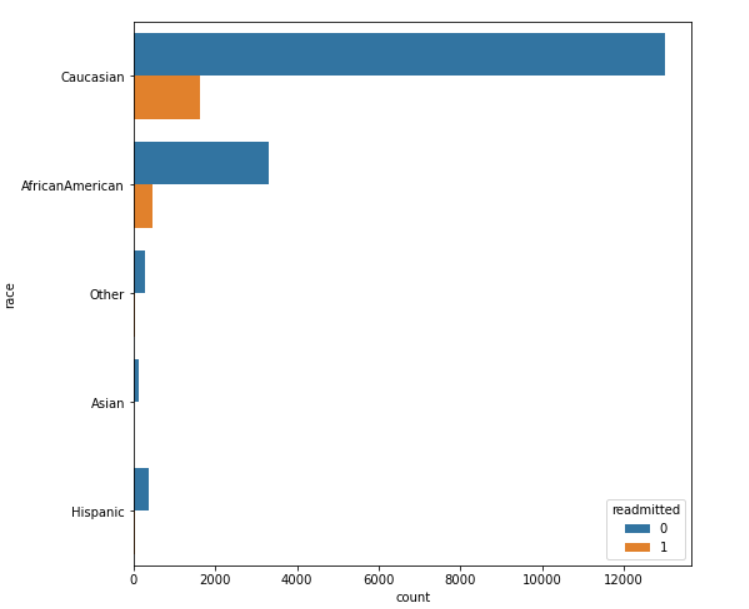 Caucasian
AfricanAmerican
Other
Asian
Hispanic
race
0
2000
4000
6000
8000
10000
12000
count
readmitted
0
1